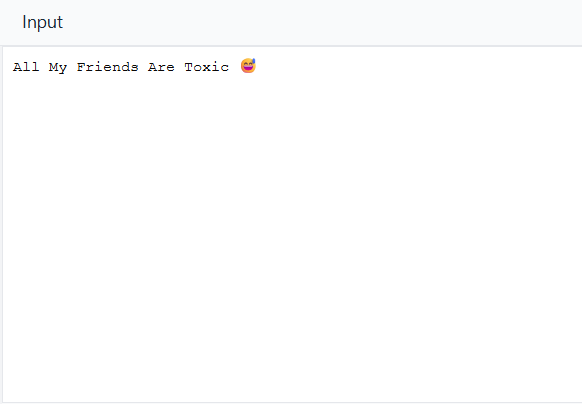 Input
All My Friends Are Toxic 😅